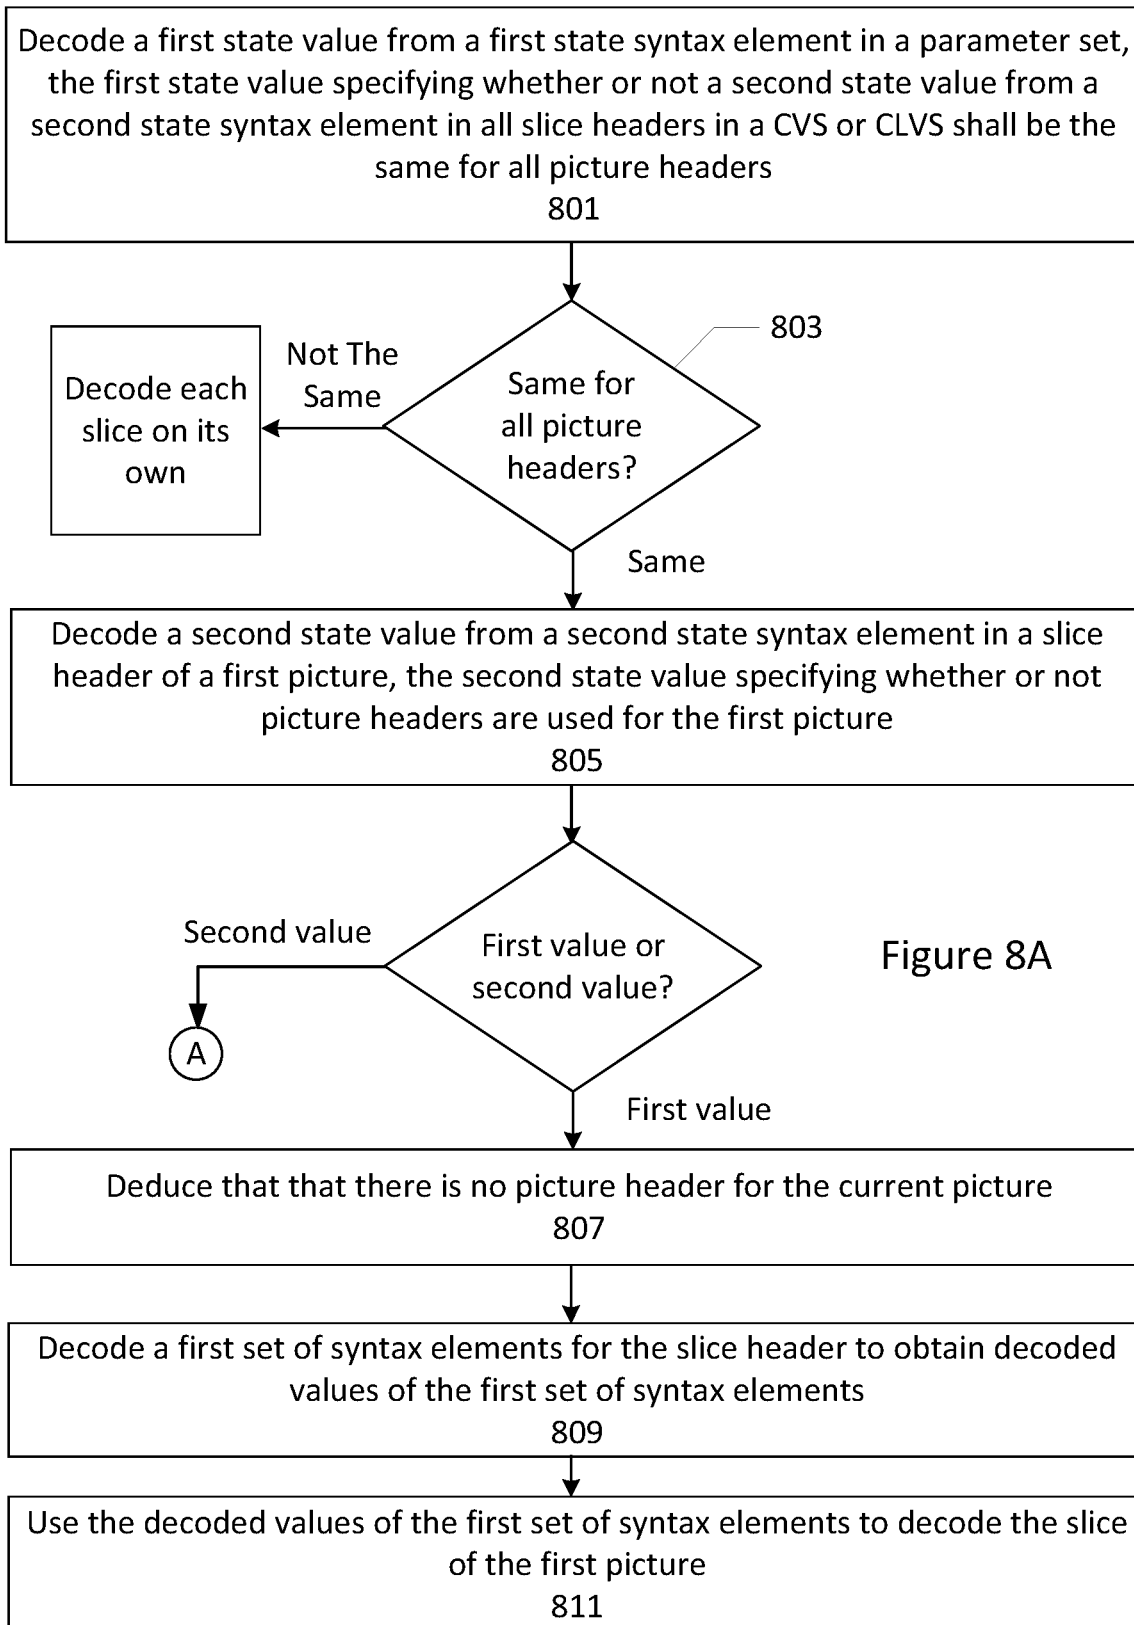 Decode a first state value from a first state syntax element in a parameter set,
the first state value specifying whether or not a second state value from a
second state syntax element in all slice headers in a CVS or CLVS shall be the
same for all picture headers
801
803
Not The
Same
Decode each
slice on its
own
Same for
all picture
headers?
Same
Decode a second state value from a second state syntax element in a slice
header of a first picture, the second state value specifying whether or not
picture headers are used for the first picture
805
Second value
First value or
second value?
Figure 8A
A
First value
Deduce that that there is no picture header for the current picture
807
Decode a first set of syntax elements for the slice header to obtain decoded
values of the first set of syntax elements
809
Use the decoded values of the first set of syntax elements to decode the slice
of the first picture
811